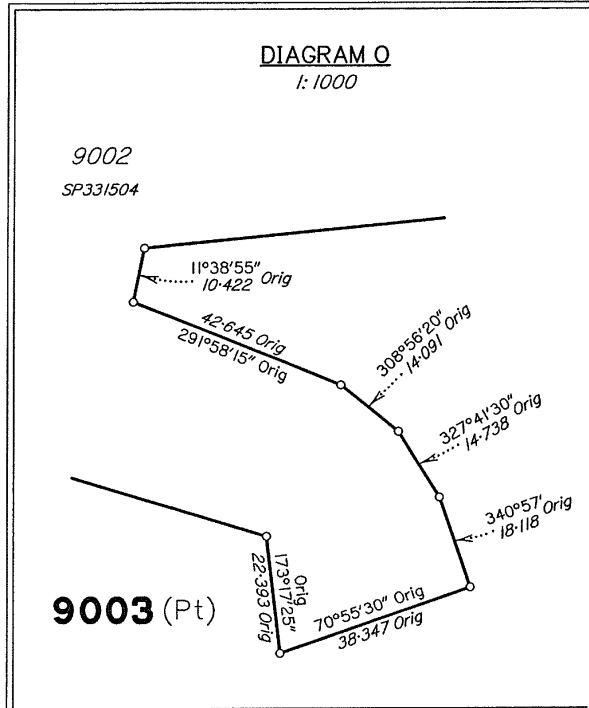 DIAGRAM O
1:1000
9002
SP331504
11°38'55"
10·422 Orig
42·645 Orig
291°58'15" Orig
308°56'20"
14·091 Orig
327°41'30"
14·738 Orig
340°57'
18·118 Orig
Orig
173°17'25"
22·393 Orig
70°55'30" Orig
38·347 Orig
9003 (Pt)